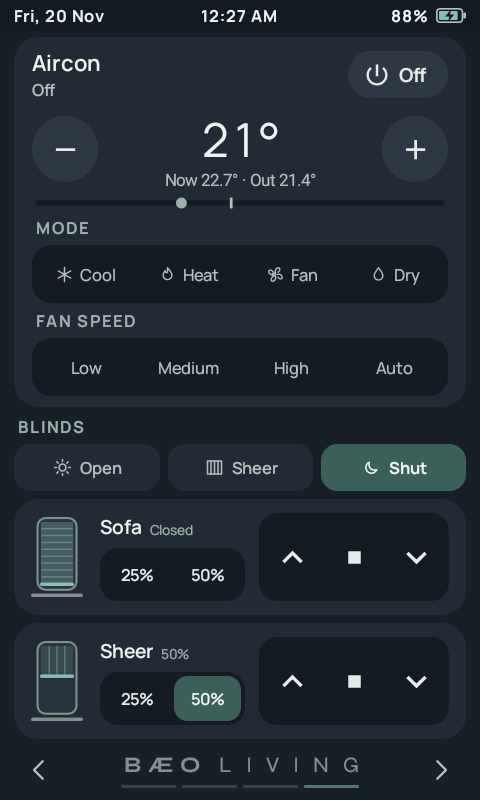 Fri, 20 Nov 12:27 AM 88%
Aircon
Off
Off
− 21° +
Now 22.7° · Out 21.4°
MODE
Cool Heat Fan Dry
FAN SPEED
Low Medium High Auto
BLINDS
Open Sheer Shut
Sofa Closed
25% 50%
Sheer 50%
25% 50%
BÆO LIVING